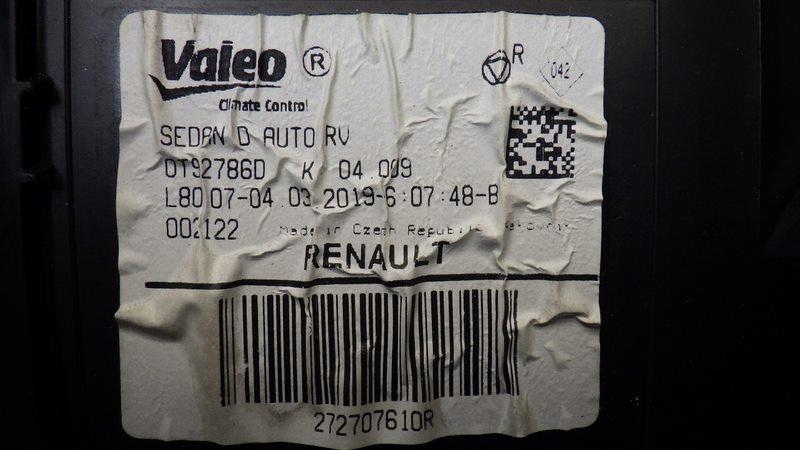 Valeo ®
R
042
Climate Control
SEDAN D AUTO RV
DT92786D K 04.009
L80 07-04.03.2019-6:07:48-B
002122 Made in Czech Republic
RENAULT
272707610R